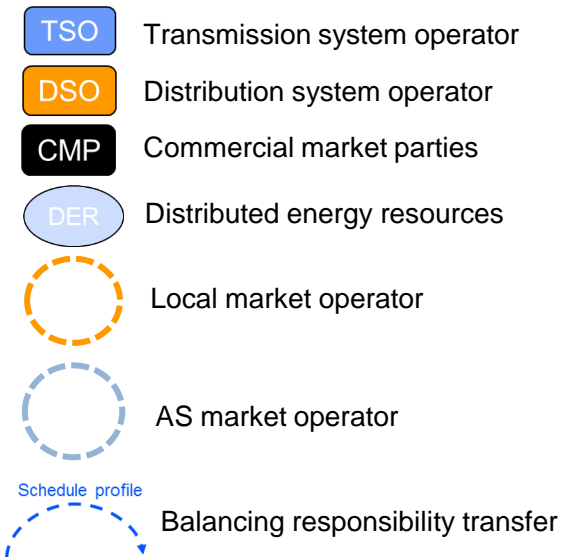 TSO Transmission system operator
DSO Distribution system operator
CMP Commercial market parties
DER Distributed energy resources
Local market operator
AS market operator
Schedule profile
Balancing responsibility transfer